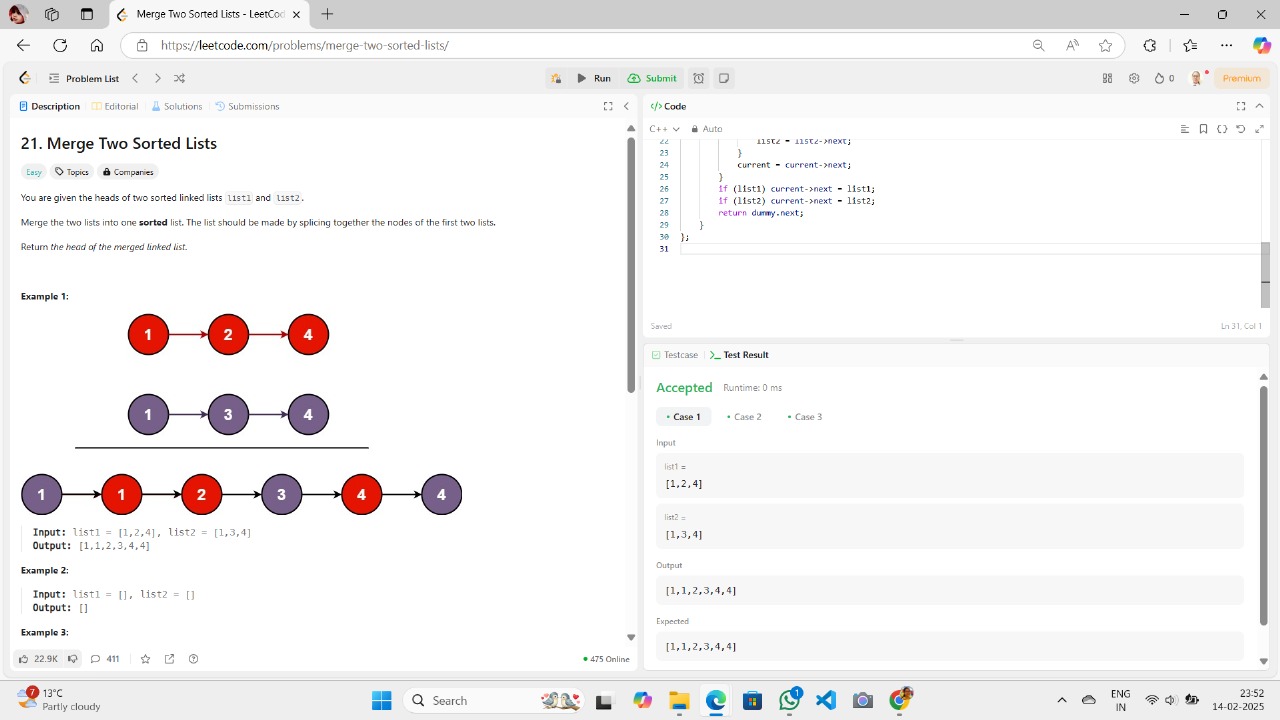 Merge Two Sorted Lists - LeetCod
https://leetcode.com/problems/merge-two-sorted-lists/
Problem List
Run
Submit
0
Premium
Description
Editorial
Solutions
Submissions
21. Merge Two Sorted Lists
Easy
Topics
Companies
You are given the heads of two sorted linked lists list1 and list2.
Merge the two lists into one sorted list. The list should be made by splicing together the nodes of the first two lists.
Return the head of the merged linked list.
Example 1:
1 2 4
1 3 4
1 1 2 3 4 4
Input: list1 = [1,2,4], list2 = [1,3,4]
Output: [1,1,2,3,4,4]
Example 2:
Input: list1 = [], list2 = []
Output: []
Example 3:
22.9K
411
475 Online
Code
C++
Auto
22 list2 = list2->next;
23 }
24 current = current->next;
25 }
26 if (list1) current->next = list1;
27 if (list2) current->next = list2;
28 return dummy.next;
29 }
30 };
31
Saved
Ln 31, Col 1
Testcase
Test Result
Accepted Runtime: 0 ms
Case 1
Case 2
Case 3
Input
list1 =
[1,2,4]
list2 =
[1,3,4]
Output
[1,1,2,3,4,4]
Expected
[1,1,2,3,4,4]
7
13°C
Partly cloudy
Search
1
ENG
IN
23:52
14-02-2025